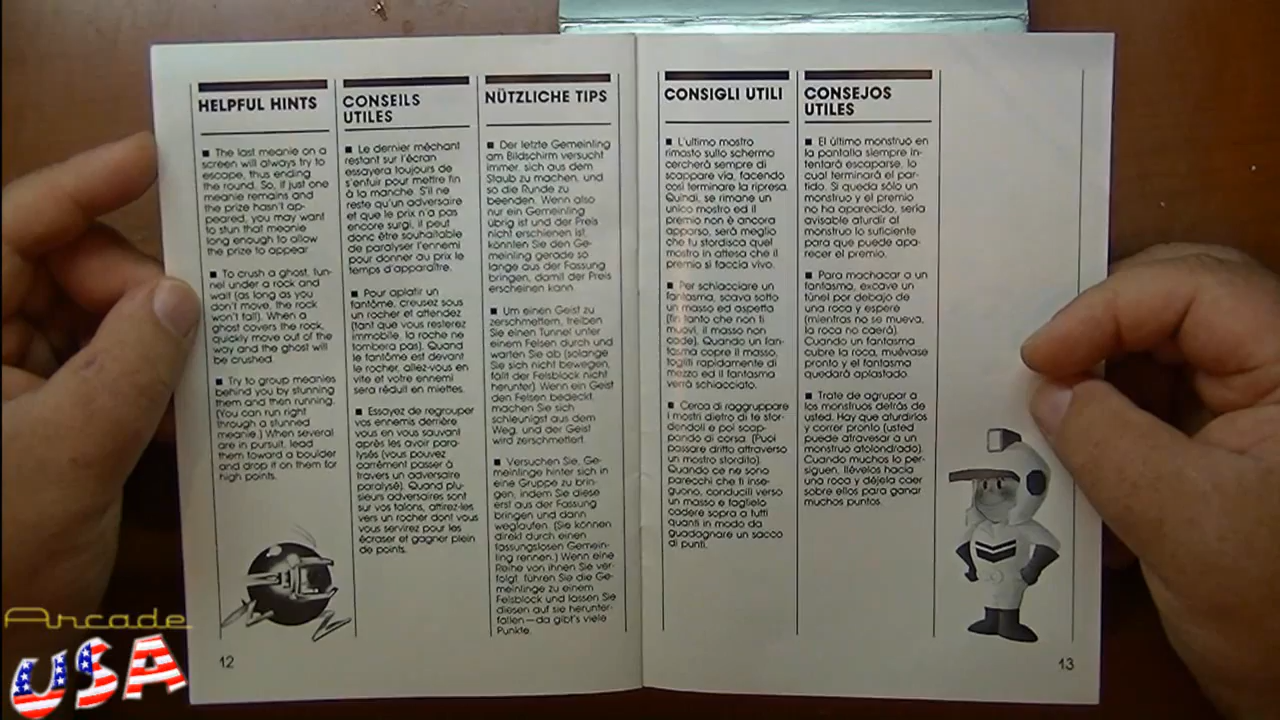 HELPFUL HINTS
■ The last meanie on a
screen will always try to
escape, thus ending
the round. So, if just one
meanie remains and
the prize hasn't ap-
peared, you may want
to stun that meanie
long enough to allow
the prize to appear
■ To crush a ghost, tun-
nel under a rock and
wait (as long as you
don't move, the rock
won't fall). When a
ghost covers the rock,
quickly move out of the
way and the ghost will
be crushed.
■ Try to group meanies
behind you by stunning
them and then running.
(You can run right
through a stunned
meanie.) When several
are in pursuit, lead
them toward a boulder
and drop it on them for
high points.
12
CONSEILS
UTILES
■ Le dernier méchant
restant sur l'écran
essayera toujours de
s'enfuir pour mettre fin
à la manche. S'il ne
reste qu'un adversaire
et que le prix n'a pas
encore surgi, il peut
donc être souhaitable
de paralyser l'ennemi
pour donner au prix le
temps d'apparaître.
■ Pour aplatir un
fantôme, creusez sous
un rocher et attendez
(tant que vous resterez
immobile, la roche ne
tombera pas). Quand
le fantôme est devant
le rocher, allez-vous en
vite et votre ennemi
sera réduit en miettes.
■ Essayez de regrouper
vos ennemis derrière
vous en vous sauvant
après les avoir para-
lysés (vous pouvez
carrément passer à
travers un adversaire
paralysé). Quand plu-
sieurs adversaires sont
sur vos talons, attirez-les
vers un rocher dont vous
vous servirez pour les
écraser et gagner plein
de points.
NÜTZLICHE TIPS
■ Der letzte Gemeinling
am Bildschirm versucht
immer, sich aus dem
Staub zu machen, und
so die Runde zu
beenden. Wenn also
nur ein Gemeinling
übrig ist und der Preis
nicht erschienen ist,
könnten Sie den Ge-
meinling gerade so
lange aus der Fassung
bringen, damit der Preis
erscheinen kann.
■ Um einen Geist zu
zerschmettern, treiben
Sie einen Tunnel unter
einem Felsen durch und
warten Sie ab (solange
Sie sich nicht bewegen,
fällt der Felsblock nicht
herunter). Wenn ein Geist
den Felsen bedeckt,
machen Sie sich
schleunigst aus dem
Weg, und der Geist
wird zerschmettert.
■ Versuchen Sie, Ge-
meinlinge hinter sich in
eine Gruppe zu brin-
gen, indem Sie diese
erst aus der Fassung
bringen und dann
weglaufen. (Sie können
direkt durch einen
fassungslosen Gemein-
ling rennen.) Wenn eine
Reihe von ihnen Sie ver-
folgt, führen Sie die Ge-
meinlinge zu einem
Felsblock und lassen Sie
diesen auf sie herunter-
fallen—da gibt's viele
Punkte.
CONSIGLI UTILI
■ L'ultimo mostro
rimasto sullo schermo
cercherà sempre di
scappare via, facendo
così terminare la ripresa.
Quindi, se rimane un
unico mostro ed il
premio non è ancora
apparso, sarà meglio
che tu stordisca quel
mostro in attesa che il
premio si faccia vivo.
■ Per schiacciare un
fantasma, scava sotto
un masso ed aspetta
(fin tanto che non ti
muovi, il masso non
cade). Quando un fan-
tasma copre il masso,
togliti rapidamente di
mezzo ed il fantasma
verrà schiacciato.
■ Cerca di raggruppare
i mostri dietro di te stor-
dendoli e poi scap-
pando di corsa. (Puoi
passare dritto attraverso
un mostro stordito).
Quando ce ne sono
parecchi che ti inse-
guono, conducili verso
un masso e faglielo
cadere sopra a tutti
quanti in modo da
guadagnare un sacco
di punti.
CONSEJOS
UTILES
■ El último monstruo en
la pantalla siempre in-
tentará escaparse, lo
cual terminará el par-
tido. Si queda sólo un
monstruo y el premio
no ha aparecido, sería
avisable aturdir al
monstruo lo suficiente
para que puede apa-
recer el premio.
■ Para machacar a un
fantasma, excave un
túnel por debajo de
una roca y espere
(mientras no se mueva,
la roca no caerá).
Cuando un fantasma
cubre la roca, muévase
pronto y el fantasma
quedará aplastado.
■ Trate de agrupar a
los monstruos detrás de
usted. Hay que aturdirlos
y correr pronto (usted
puede atravesar a un
monstruo atolondrado).
Cuando muchos lo per-
siguen, llévelos hacia
una roca y déjela caer
sobre ellos para ganar
muchos puntos.
13
Arcade
USA